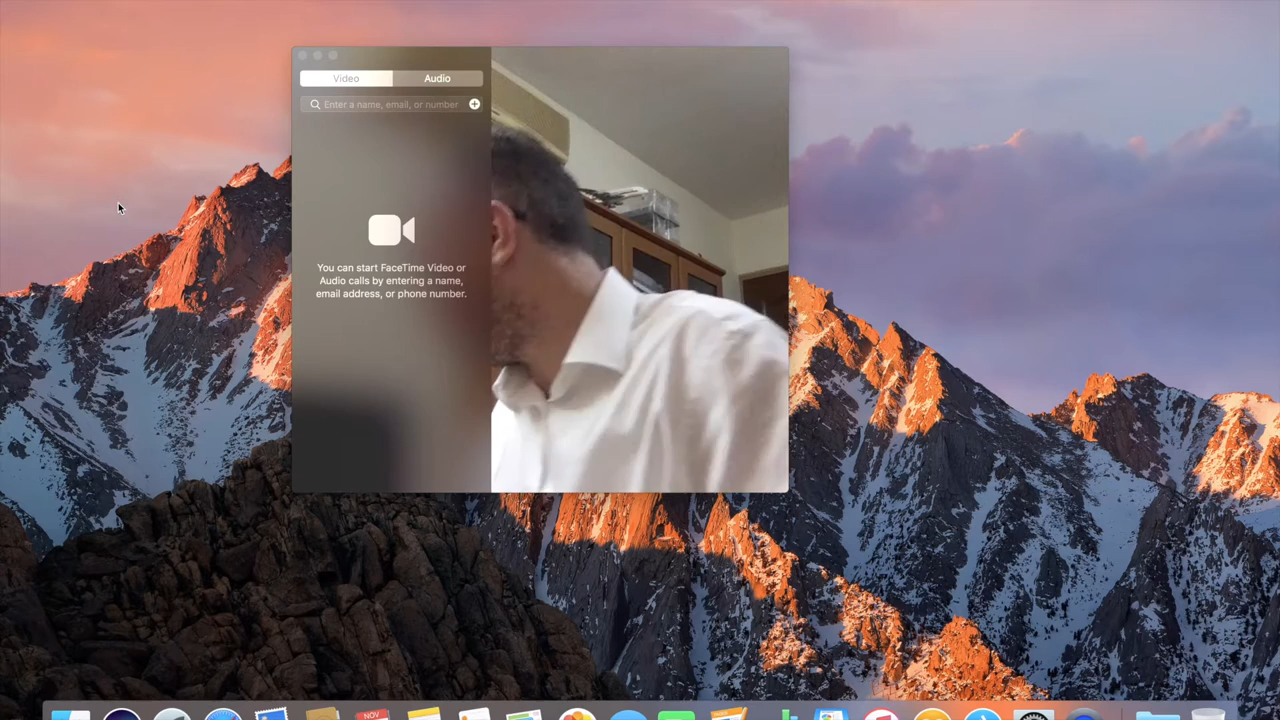 Video
Audio
Enter a name, email, or number
You can start FaceTime Video or
Audio calls by entering a name,
email address, or phone number.
NOV